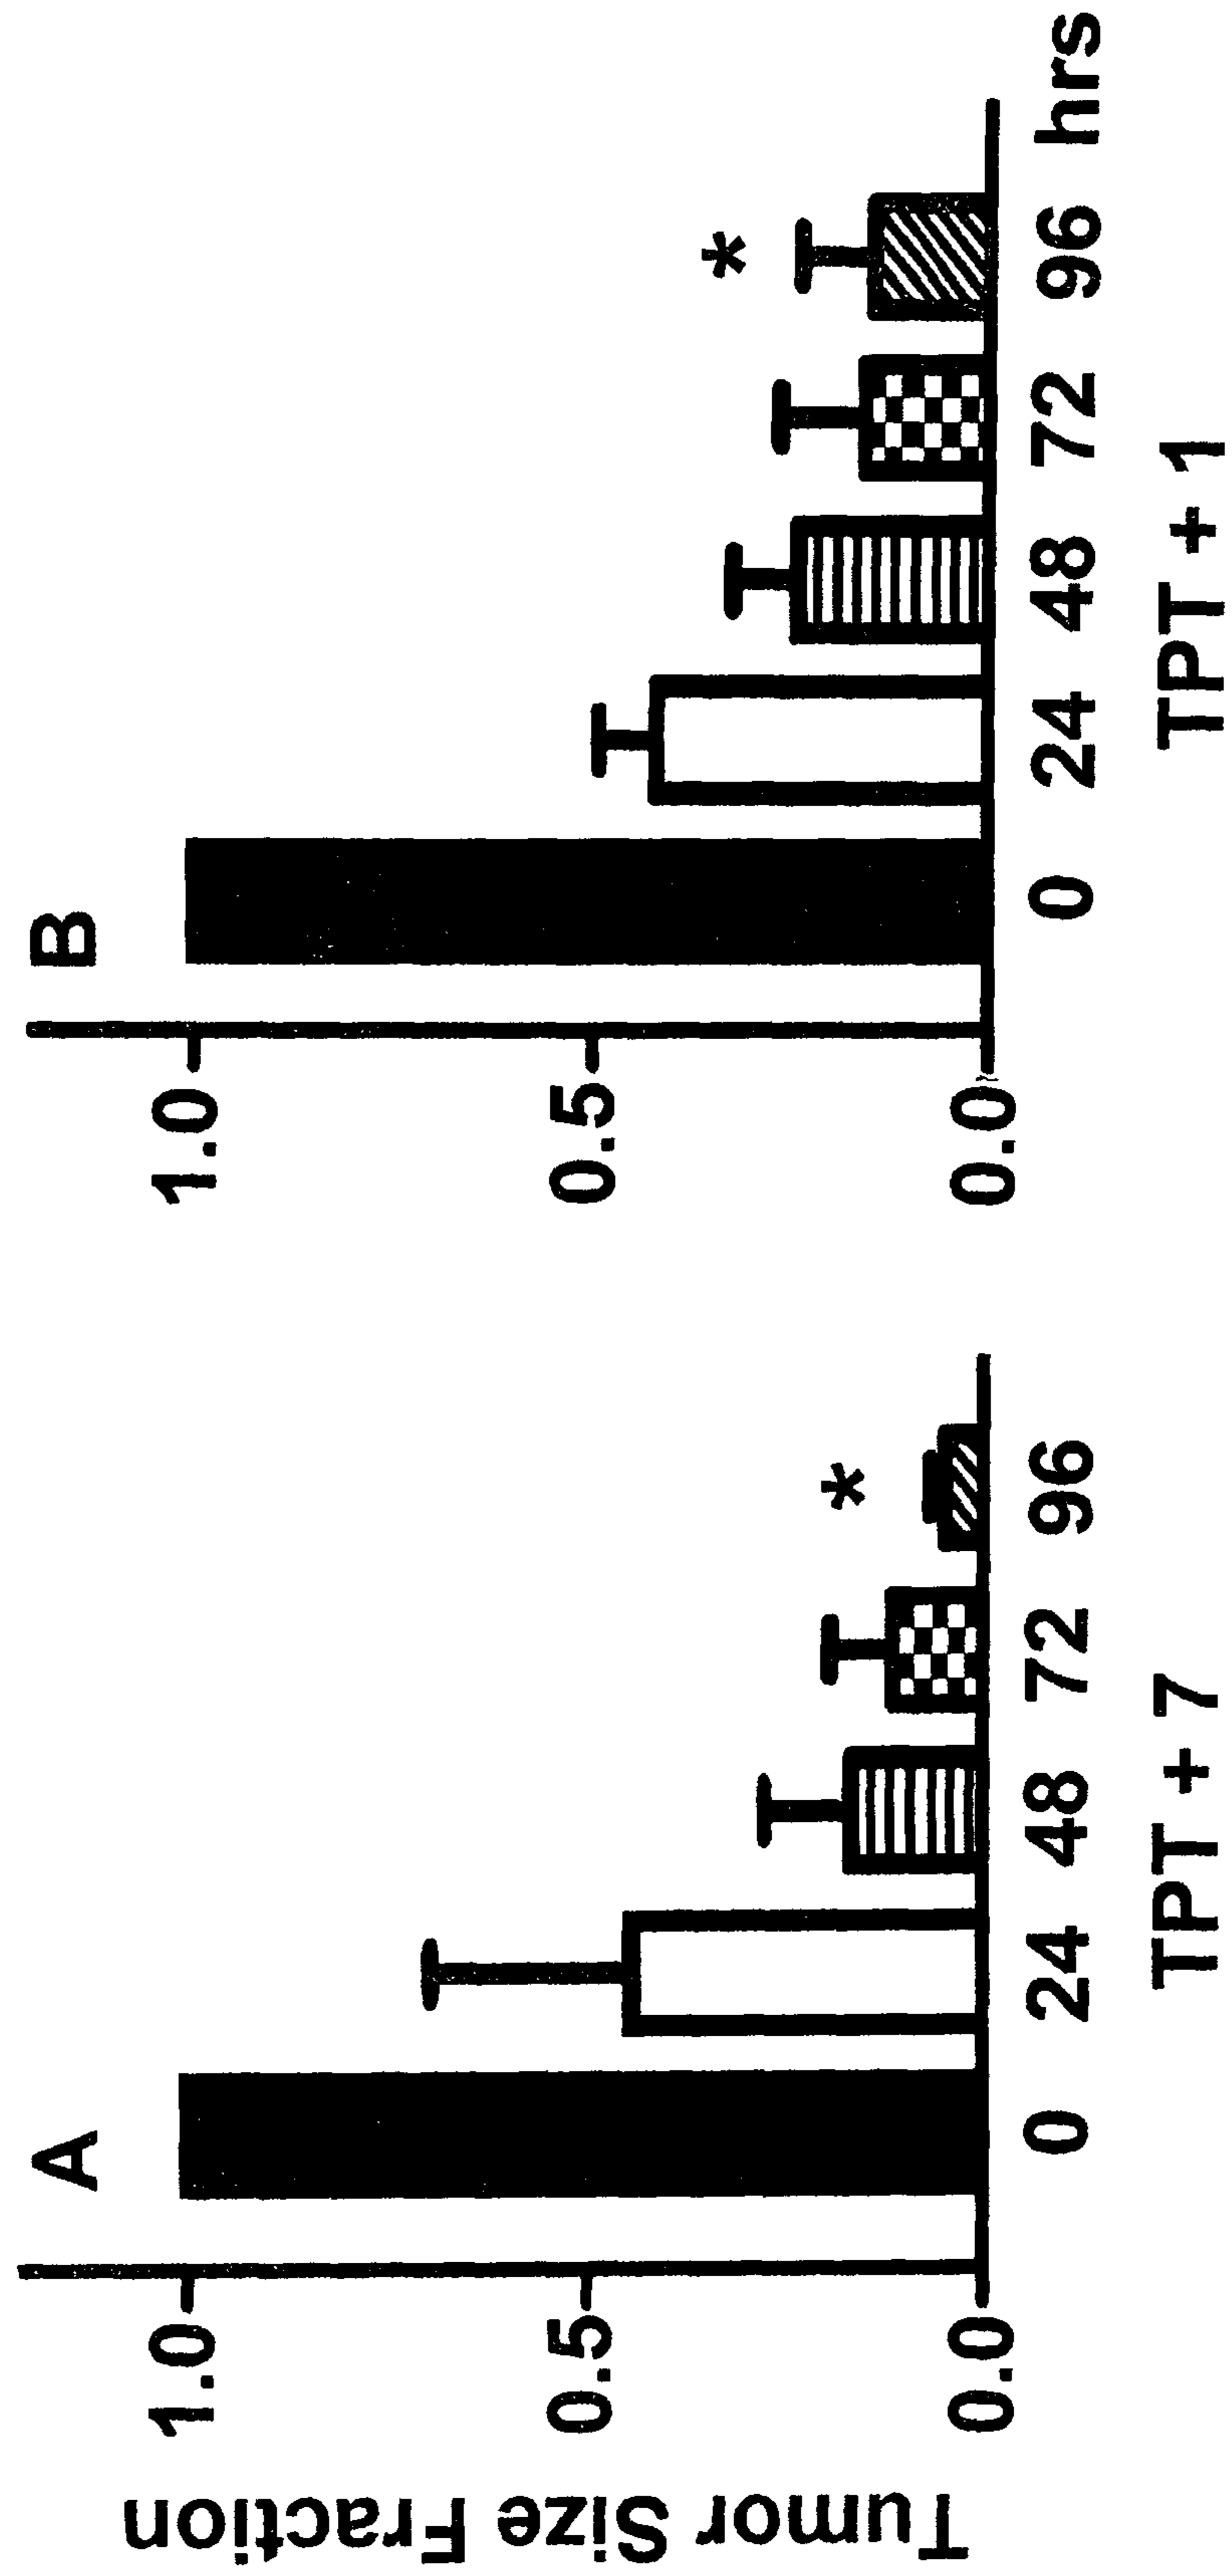 A
B
Tumor Size Fraction
1.0
0.5
0.0
*
0 24 48 72 96
TPT + 7
1.0
0.5
0.0
*
0 24 48 72 96 hrs
TPT + 1